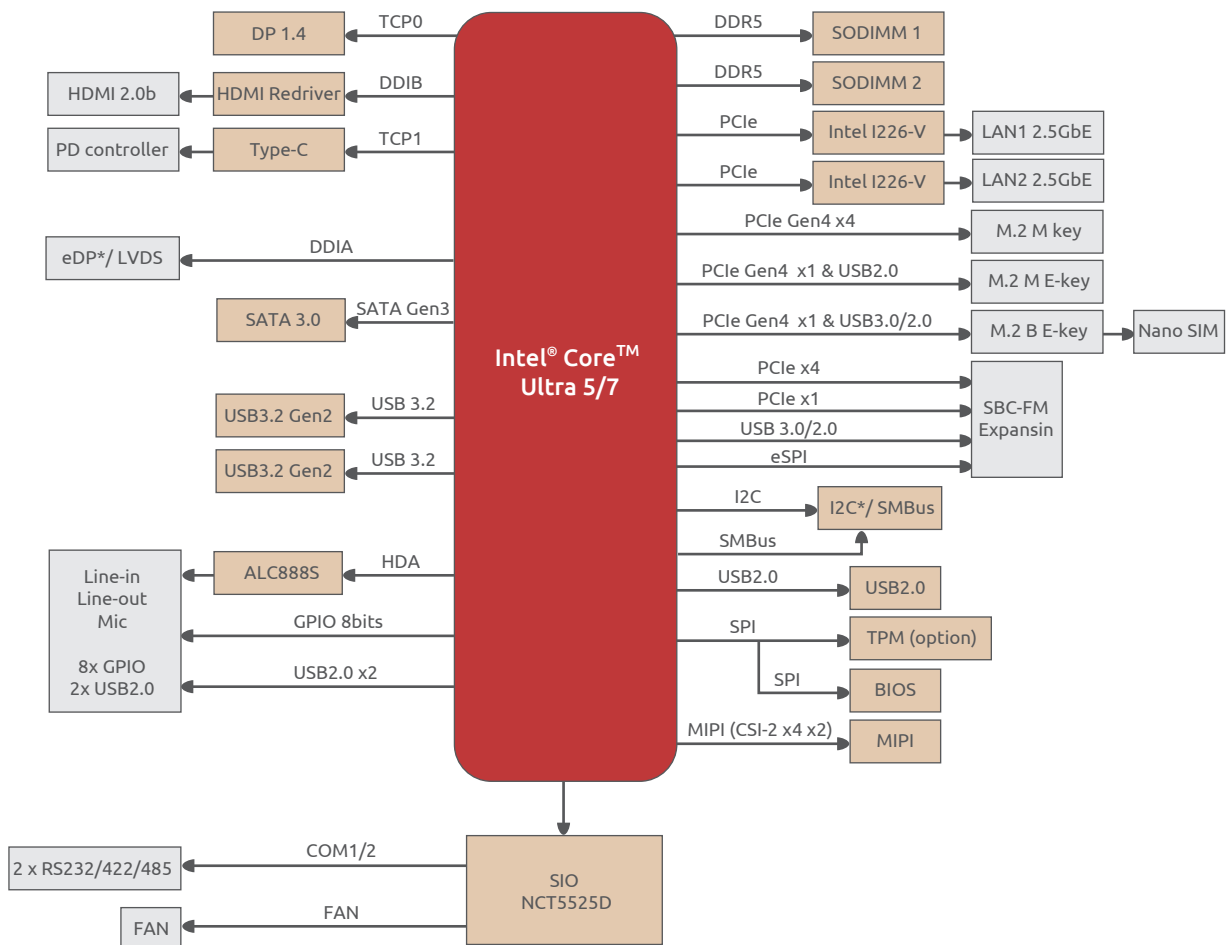 DP 1.4
TCP0
HDMI 2.0b
HDMI Redriver
DDIB
PD controller
Type-C
TCP1
eDP*/ LVDS
DDIA
SATA 3.0
SATA Gen3
USB3.2 Gen2
USB 3.2
USB3.2 Gen2
USB 3.2
Line-in
Line-out
Mic
8x GPIO
2x USB2.0
ALC888S
HDA
GPIO 8bits
USB2.0 x2
Intel® Core™
Ultra 5/7
DDR5
SODIMM 1
DDR5
SODIMM 2
PCIe
Intel I226-V
LAN1 2.5GbE
PCIe
Intel I226-V
LAN2 2.5GbE
PCIe Gen4 x4
M.2 M key
PCIe Gen4 x1 & USB2.0
M.2 M E-key
PCIe Gen4 x1 & USB3.0/2.0
M.2 B E-key
Nano SIM
PCIe x4
PCIe x1
USB 3.0/2.0
eSPI
SBC-FM
Expansin
I2C
I2C*/ SMBus
SMBus
USB2.0
USB2.0
SPI
TPM (option)
SPI
BIOS
MIPI (CSI-2 x4 x2)
MIPI
2 x RS232/422/485
COM1/2
SIO
NCT5525D
FAN
FAN